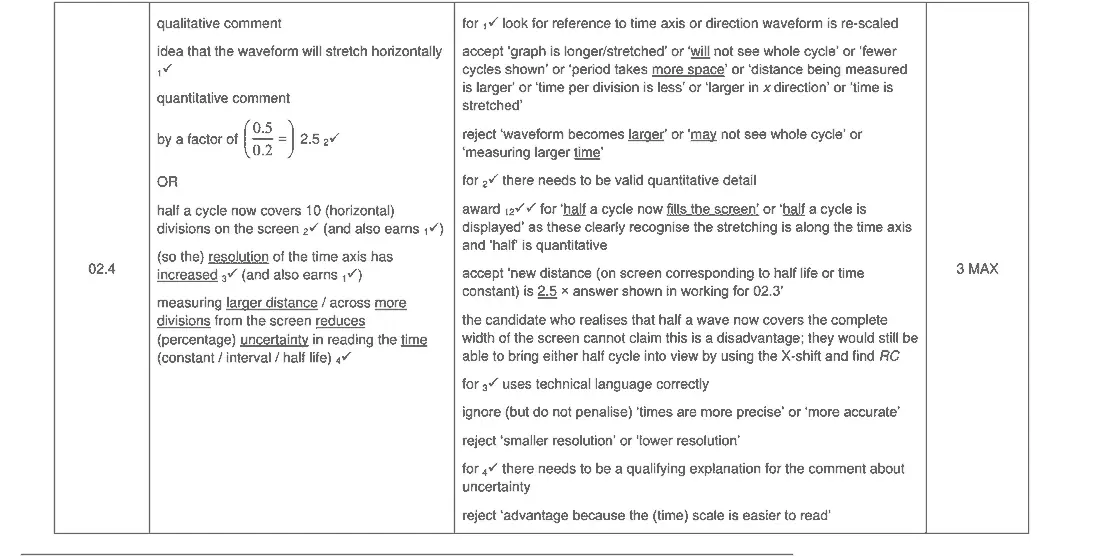 02.4
qualitative comment
idea that the waveform will stretch horizontally
1✓
quantitative comment
by a factor of (0.5/0.2 =) 2.5 2✓
OR
half a cycle now covers 10 (horizontal)
divisions on the screen 2✓ (and also earns 1✓)
(so the) resolution of the time axis has
increased 3✓ (and also earns 1✓)
measuring larger distance / across more
divisions from the screen reduces
(percentage) uncertainty in reading the time
(constant / interval / half life) 4✓
for 1✓ look for reference to time axis or direction waveform is re-scaled
accept 'graph is longer/stretched' or 'will not see whole cycle' or 'fewer
cycles shown' or 'period takes more space' or 'distance being measured
is larger' or 'time per division is less' or 'larger in x direction' or 'time is
stretched'
reject 'waveform becomes larger' or 'may not see whole cycle' or
'measuring larger time'
for 2✓ there needs to be valid quantitative detail
award 12✓✓ for 'half a cycle now fills the screen' or 'half a cycle is
displayed' as these clearly recognise the stretching is along the time axis
and 'half' is quantitative
accept 'new distance (on screen corresponding to half life or time
constant) is 2.5 × answer shown in working for 02.3'
the candidate who realises that half a wave now covers the complete
width of the screen cannot claim this is a disadvantage; they would still be
able to bring either half cycle into view by using the X-shift and find RC
for 3✓ uses technical language correctly
ignore (but do not penalise) 'times are more precise' or 'more accurate'
reject 'smaller resolution' or 'lower resolution'
for 4✓ there needs to be a qualifying explanation for the comment about
uncertainty
reject 'advantage because the (time) scale is easier to read'
3 MAX